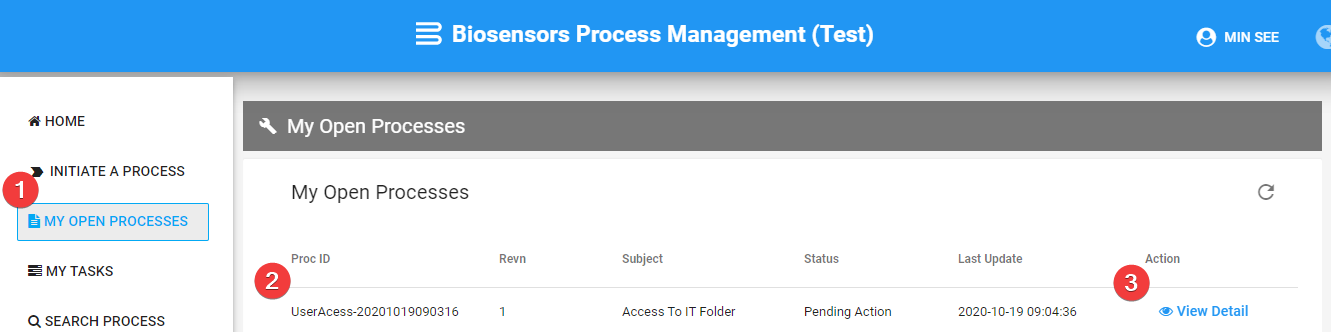 Biosensors Process Management (Test)
MIN SEE
HOME
INITIATE A PROCESS
1
MY OPEN PROCESSES
MY TASKS
SEARCH PROCESS
My Open Processes
My Open Processes
Proc ID Revn Subject Status Last Update Action
2 3
UserAcess-20201019090316 1 Access To IT Folder Pending Action 2020-10-19 09:04:36 View Detail